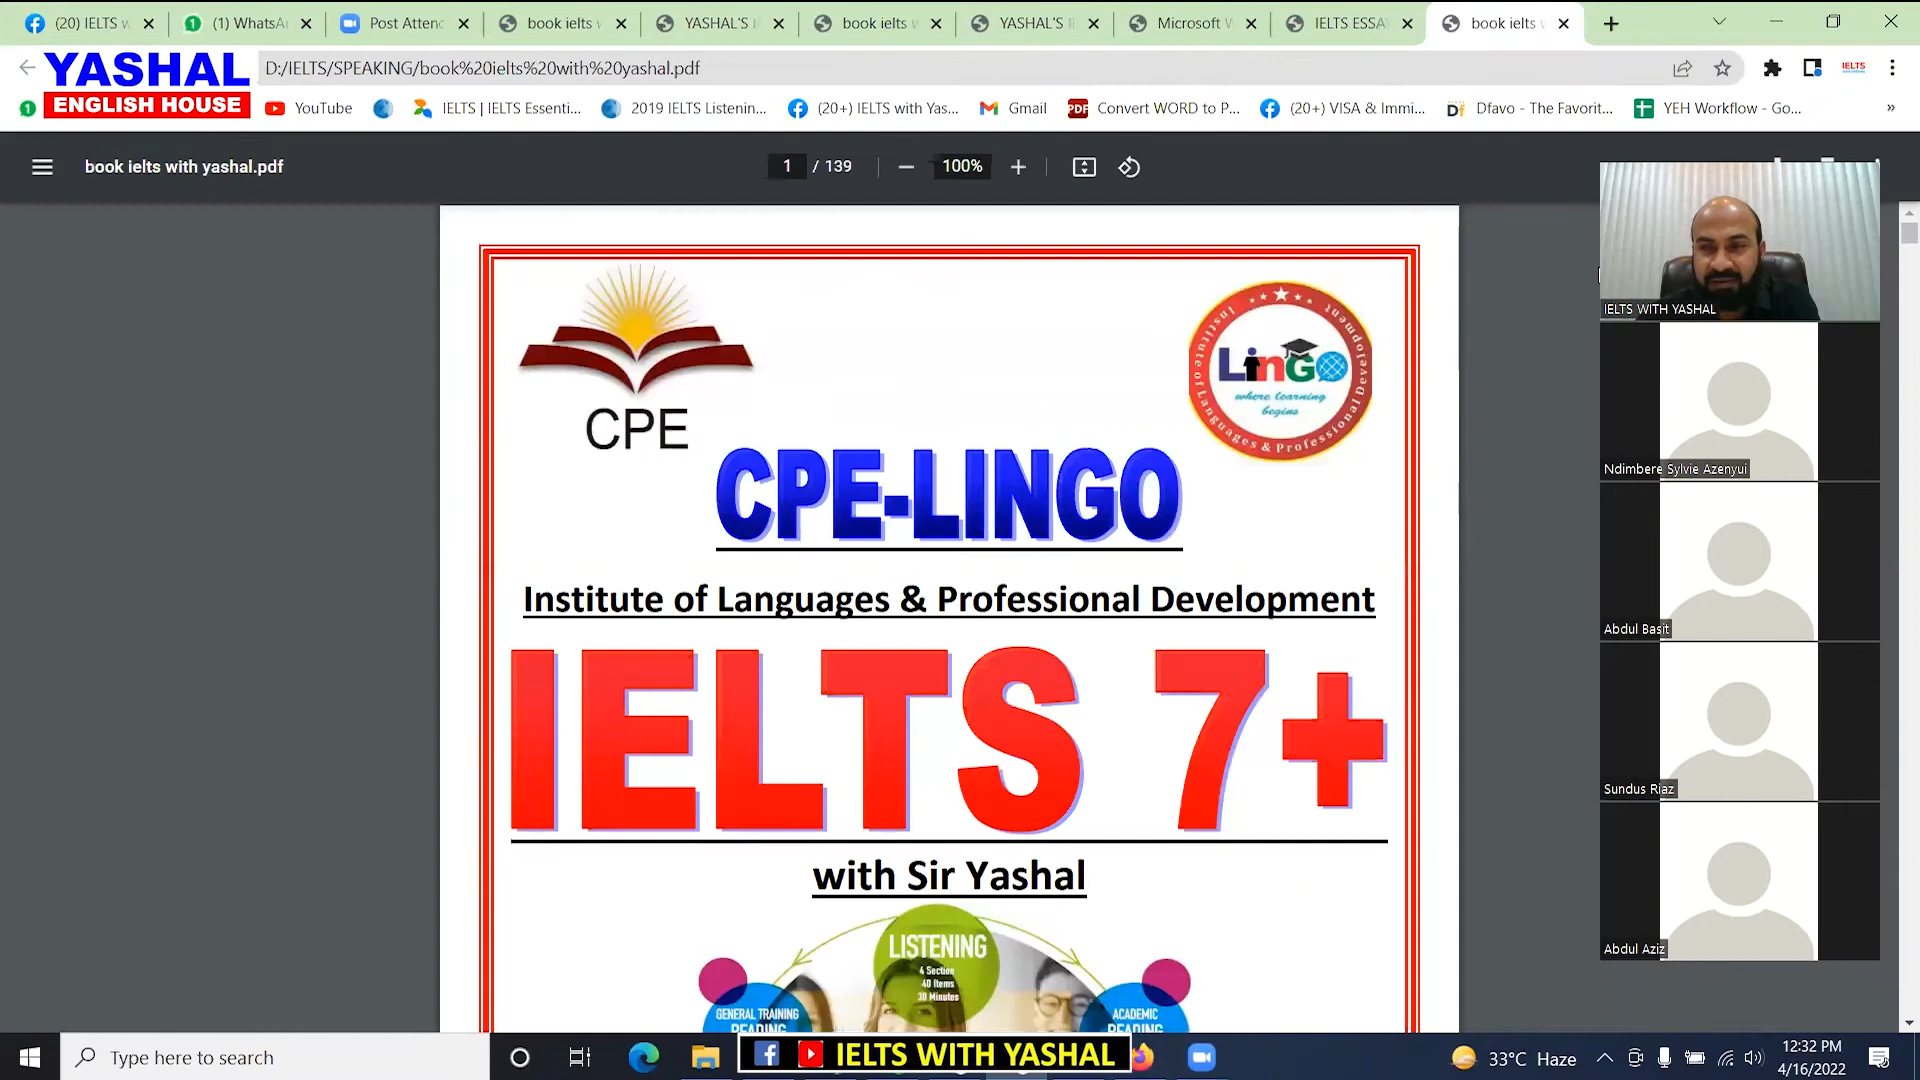 (20) IELTS w
(1) WhatsA
Post Attenc
book ielts
YASHAL'S I
book ielts
YASHAL'S I
Microsoft W
IELTS ESSA
book ielts
YASHAL
ENGLISH HOUSE
D:/IELTS/SPEAKING/book%20ielts%20with%20yashal.pdf
IELTS
YouTube
IELTS | IELTS Essenti...
2019 IELTS Listenin...
(20+) IELTS with Yas...
Gmail
PDF
Convert WORD to P...
(20+) VISA & Immi...
Df
Dfavo - The Favorit...
YEH Workflow - Go...
»
book ielts with yashal.pdf
1 / 139
100%
CPE
LinGO
where learning
begins
Institute of Languages & Professional Development
CPE-LINGO
Institute of Languages & Professional Development
IELTS 7+
with Sir Yashal
LISTENING
4 Section
40 Items
30 Minutes
GENERAL TRAINING
READING
ACADEMIC
READING
IELTS WITH YASHAL
Ndimbere Sylvie Azenyui
Abdul Basit
Sundus Riaz
Abdul Aziz
Type here to search
IELTS WITH YASHAL
33°C Haze
12:32 PM
4/16/2022